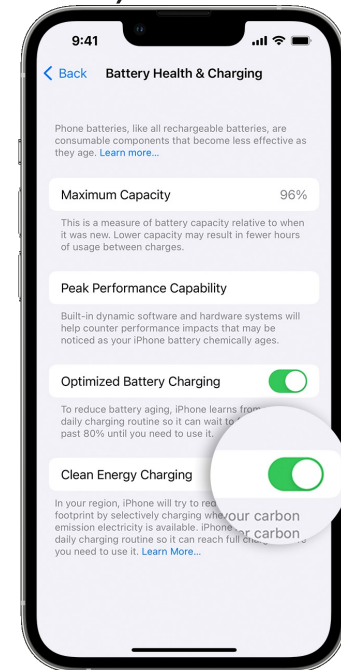 9:41
Back Battery Health & Charging
Phone batteries, like all rechargeable batteries, are
consumable components that become less effective as
they age. Learn more...
Maximum Capacity 96%
This is a measure of battery capacity relative to when
it was new. Lower capacity may result in fewer hours
of usage between charges.
Peak Performance Capability
Built-in dynamic software and hardware systems will
help counter performance impacts that may be
noticed as your iPhone battery chemically ages.
Optimized Battery Charging
To reduce battery aging, iPhone learns from
daily charging routine so it can wait to
past 80% until you need to use it.
Clean Energy Charging
In your region, iPhone will try to
footprint by selectively charging
your carbon
emission electricity is available. iPhone
or carbon
daily charging routine so it can reach full
you need to use it. Learn More...